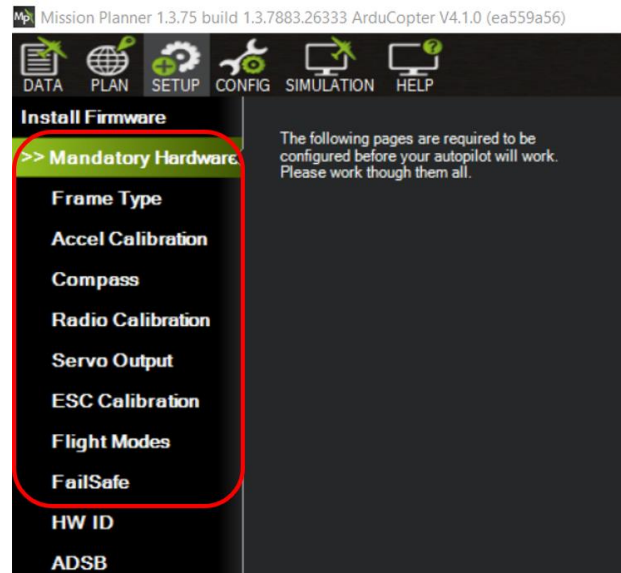 Mission Planner 1.3.75 build 1.3.7883.26333 ArduCopter V4.1.0 (ea559a56)
DATA PLAN SETUP CONFIG SIMULATION HELP
Install Firmware
>> Mandatory Hardware
Frame Type
Accel Calibration
Compass
Radio Calibration
Servo Output
ESC Calibration
Flight Modes
FailSafe
HW ID
ADSB
The following pages are required to be
configured before your autopilot will work.
Please work though them all.